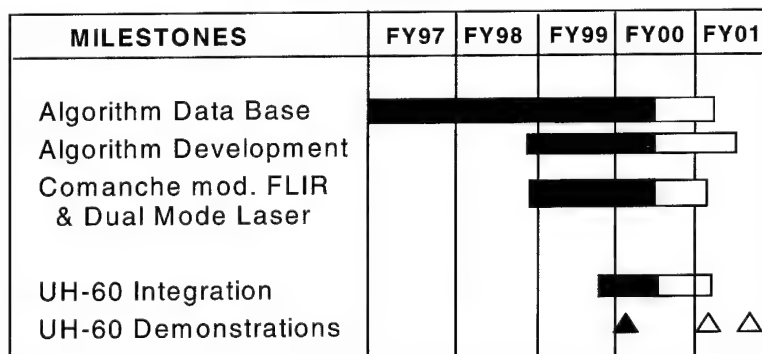 MILESTONES FY97 FY98 FY99 FY00 FY01
Algorithm Data Base
Algorithm Development
Comanche mod. FLIR
& Dual Mode Laser
UH-60 Integration
UH-60 Demonstrations